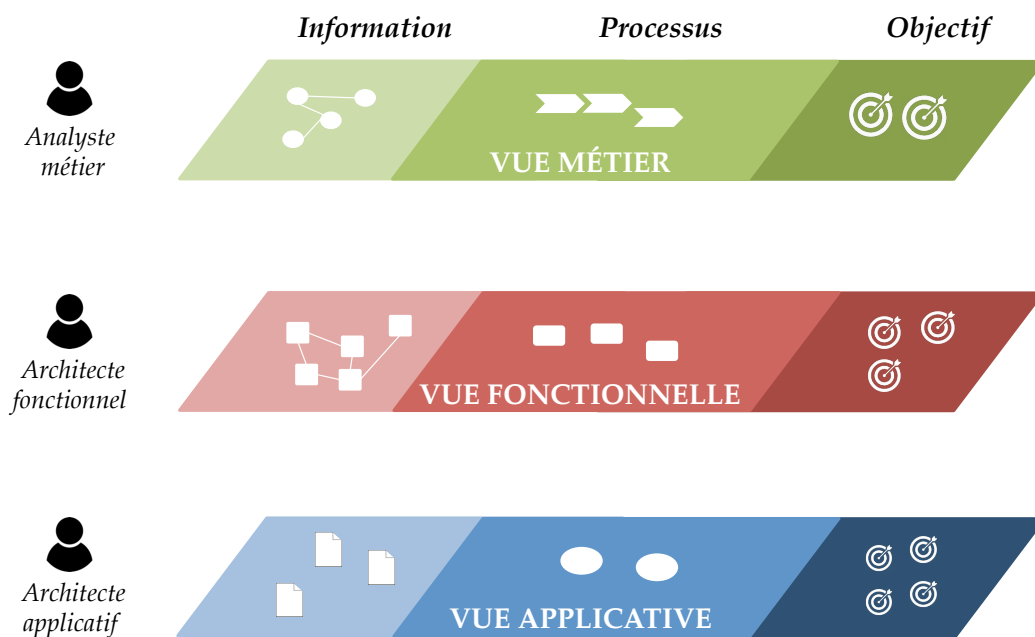 Information Processus Objectif
Analyste
métier
VUE MÉTIER
Architecte
fonctionnel
VUE FONCTIONNELLE
Architecte
applicatif
VUE APPLICATIVE